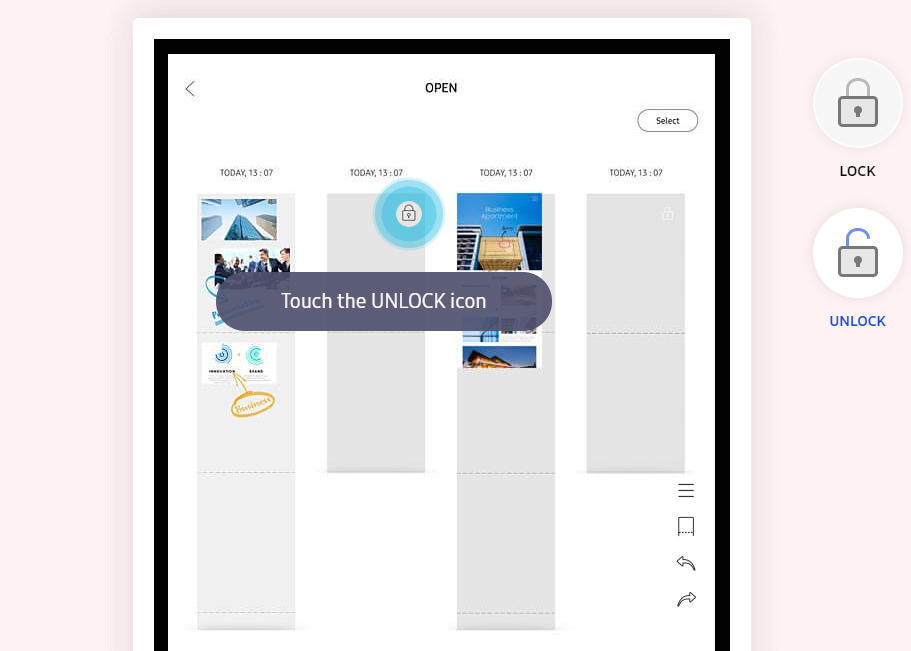 OPEN
Select
LOCK
TODAY, 13 : 07
TODAY, 13 : 07
TODAY, 13 : 07
TODAY, 13 : 07
Business
Apartment
Touch the UNLOCK icon
UNLOCK
INNOVATION
BRAND
Business